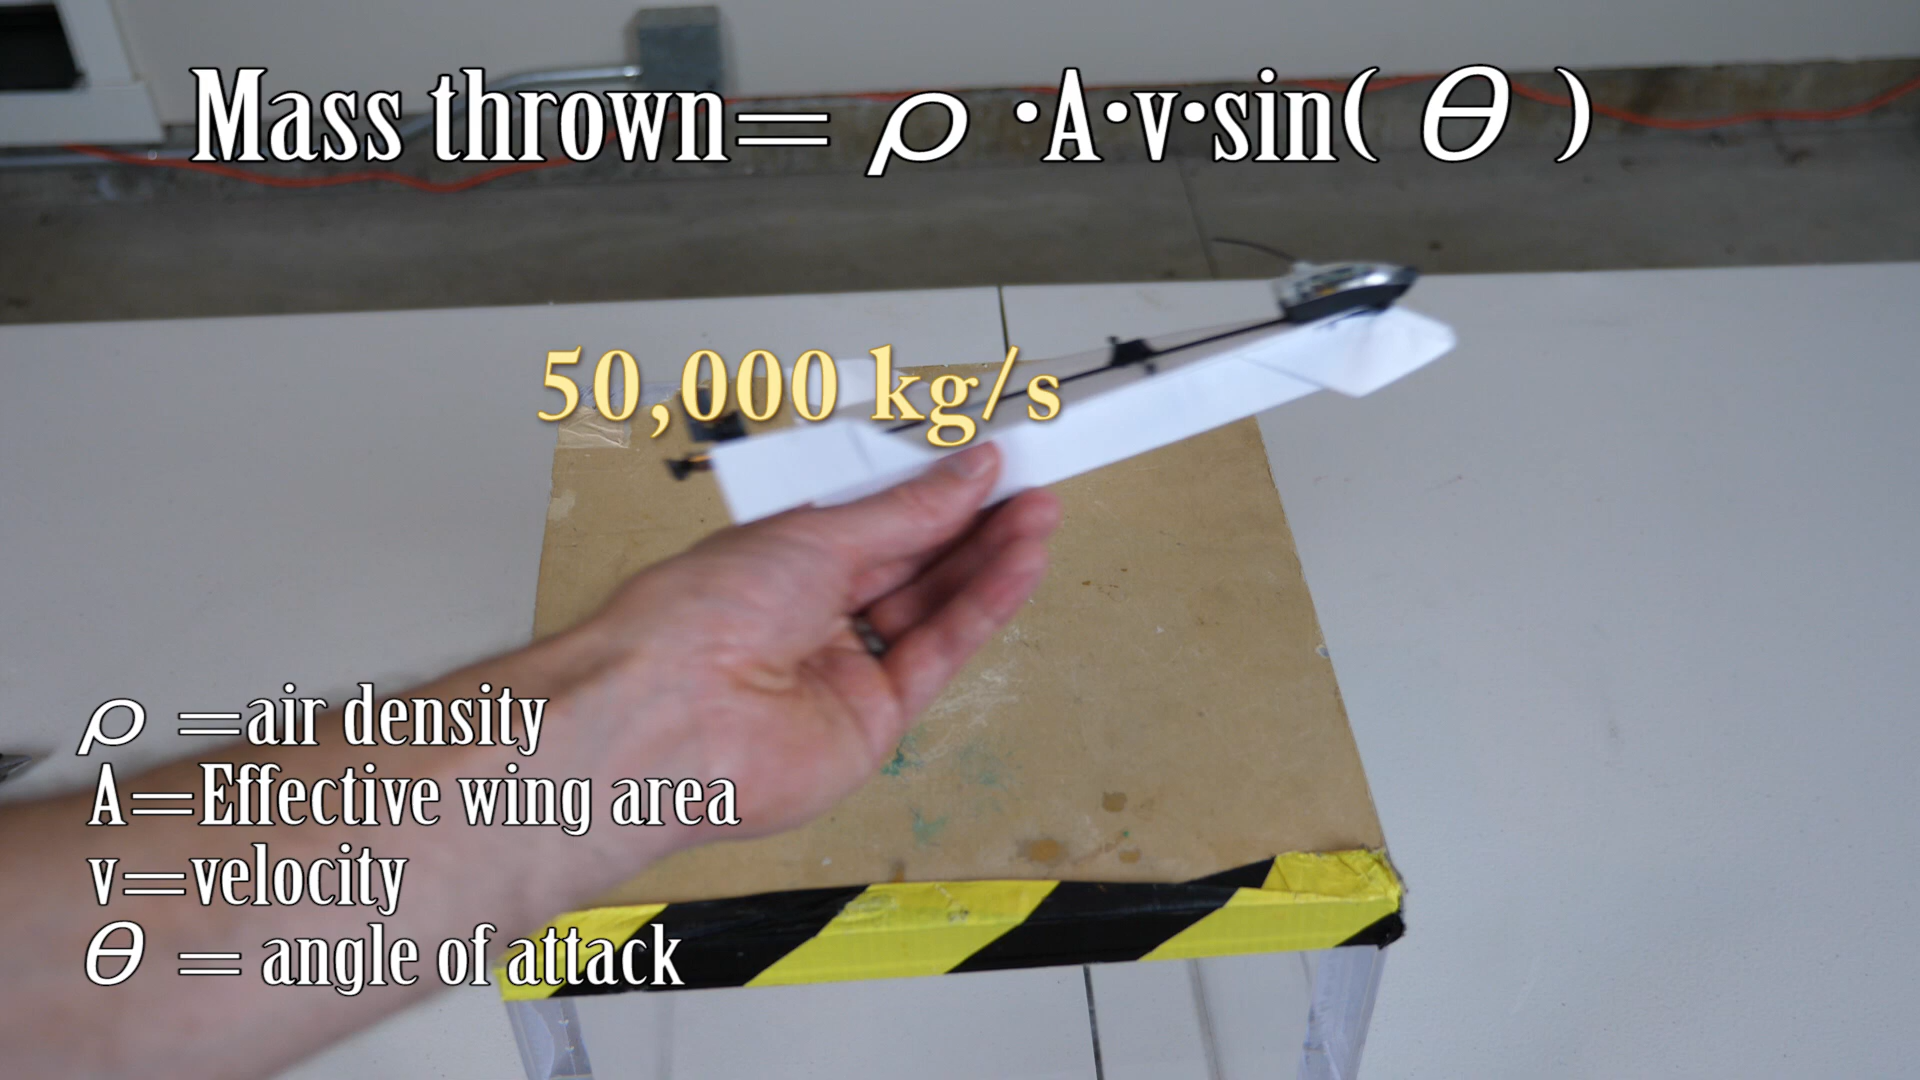 Mass thrown= ρ ·A·v·sin( θ )
50,000 kg/s
ρ =air density
A=Effective wing area
v=velocity
θ = angle of attack